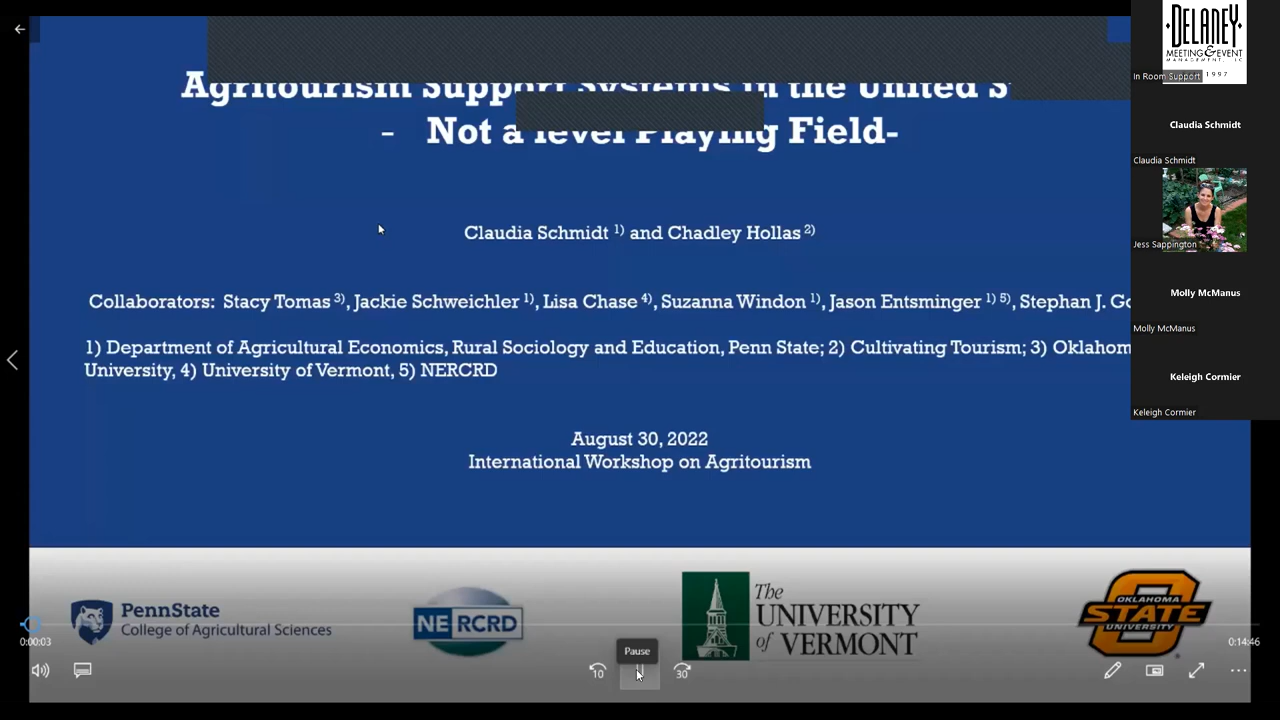 Agritourism Support Systems in the United S
- Not a level Playing Field-
Claudia Schmidt 1) and Chadley Hollas 2)
Collaborators: Stacy Tomas 3), Jackie Schweichler 1), Lisa Chase 4), Suzanna Windon 1), Jason Entsminger 1) 5), Stephan J.
1) Department of Agricultural Economics, Rural Sociology and Education, Penn State; 2) Cultivating Tourism; 3)
University, 4) University of Vermont, 5) NERCRD
August 30, 2022
International Workshop on Agritourism
PennState
College of Agricultural Sciences
NERCRD
The
UNIVERSITY
of VERMONT
OKLAHOMA
STATE
UNIVERSITY
0:00:03
0:14:46
Pause
10
30
DELANEY
MEETING & EVENT
1997
In Room Support
Claudia Schmidt
Claudia Schmidt
Jess Sappington
Molly McManus
Molly McManus
Keleigh Cormier
Keleigh Cormier